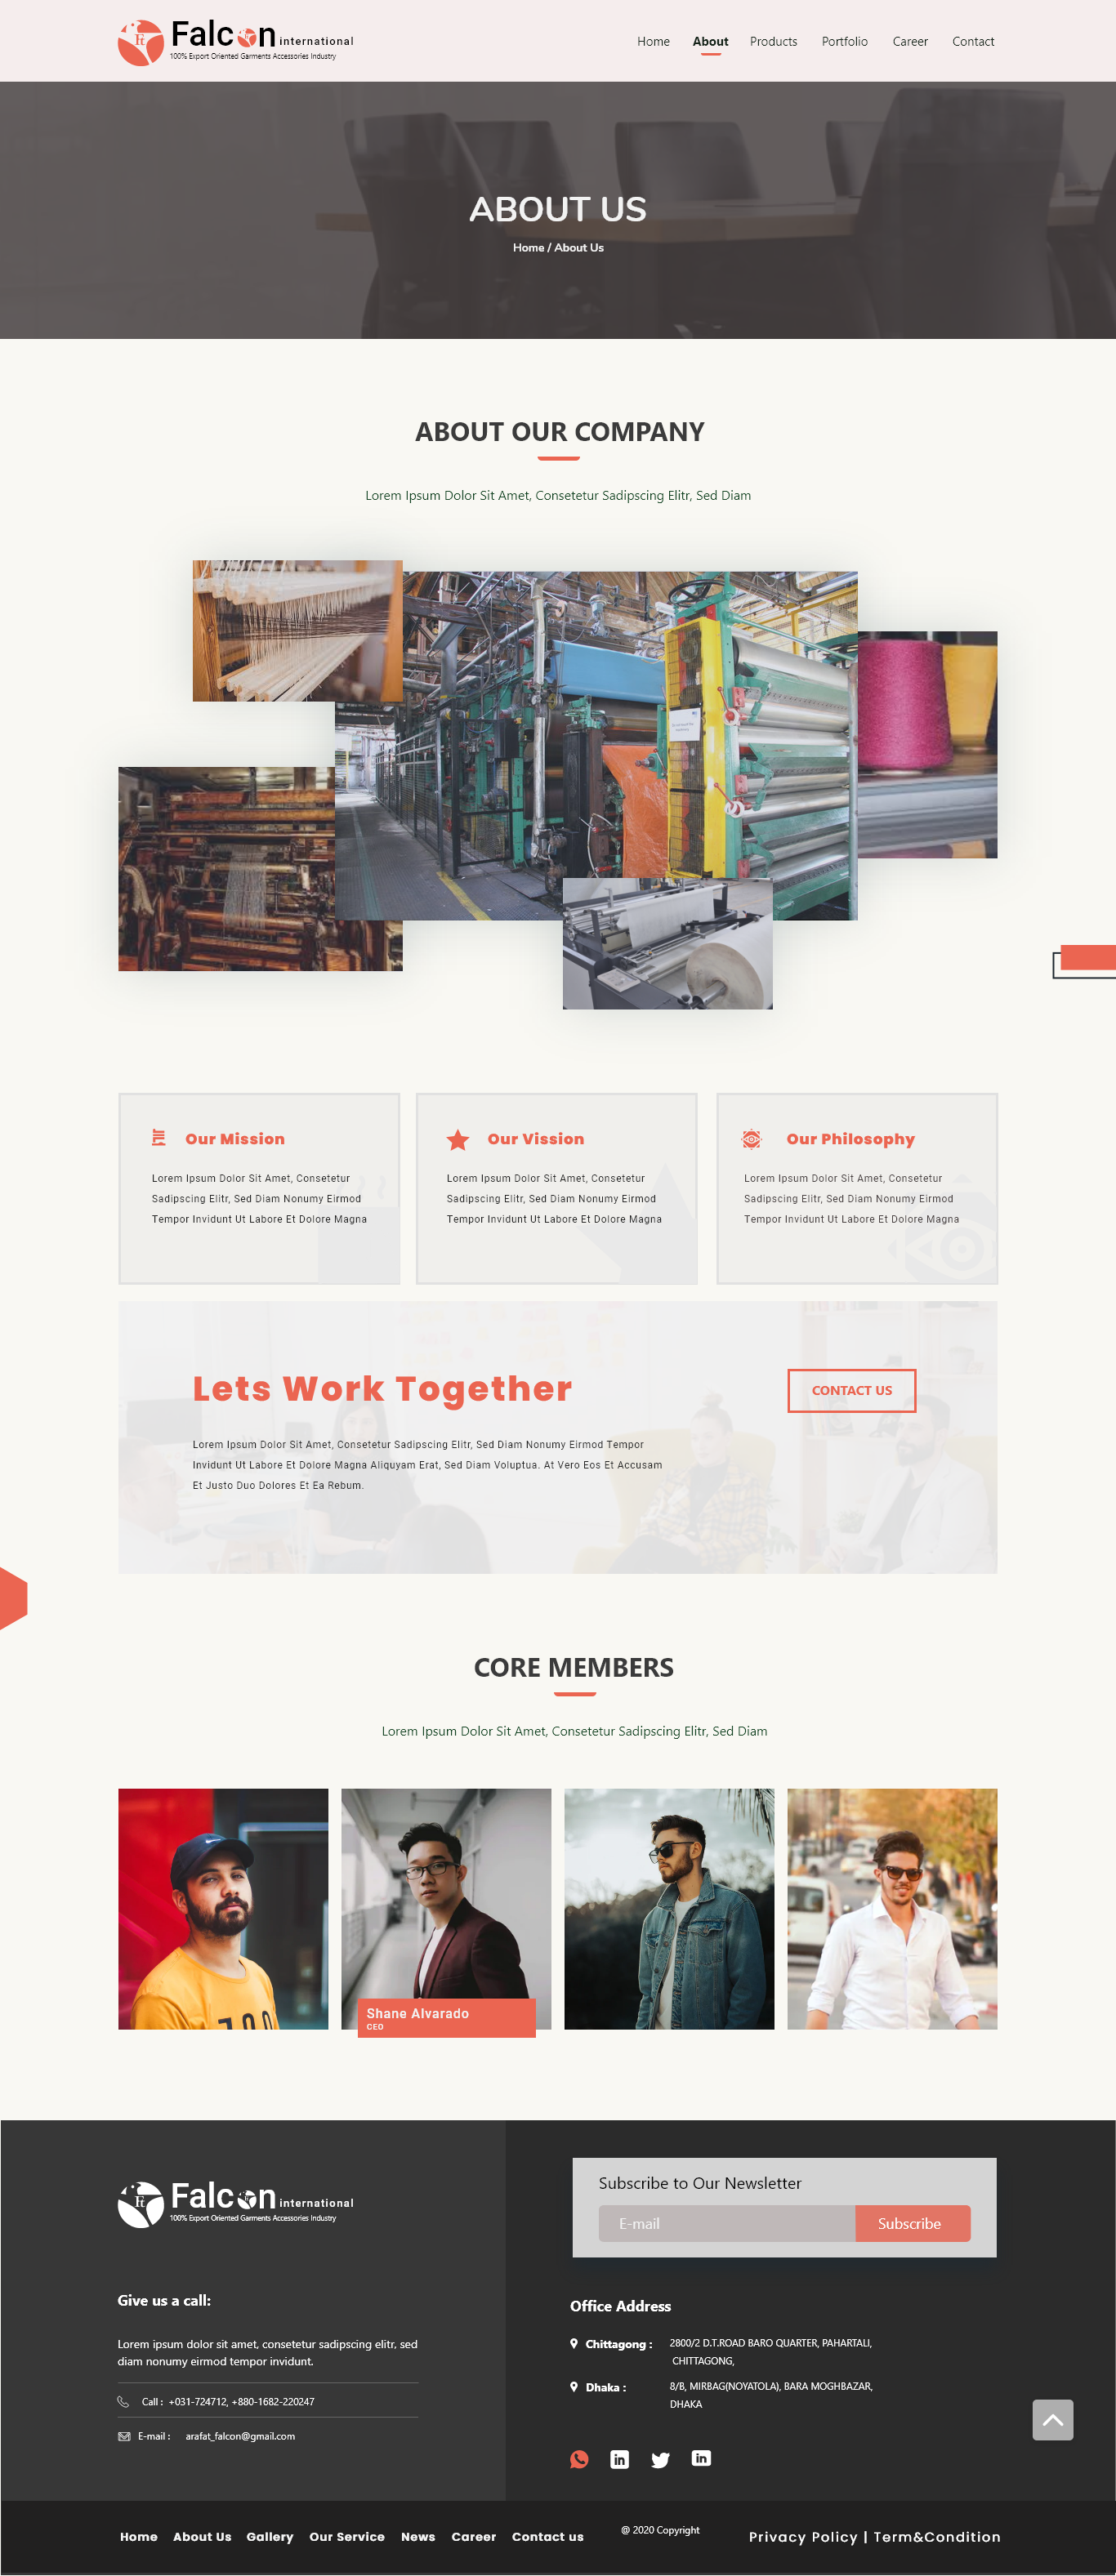 Falcon international
100% Export Oriented Garments Accessories Industry
Home About Products Portfolio Career Contact
ABOUT US
Home / About Us
ABOUT OUR COMPANY
Lorem Ipsum Dolor Sit Amet, Consetetur Sadipscing Elitr, Sed Diam
Our Mission
Lorem Ipsum Dolor Sit Amet, Consetetur
Sadipscing Elitr, Sed Diam Nonumy Eirmod
Tempor Invidunt Ut Labore Et Dolore Magna
Our Vission
Lorem Ipsum Dolor Sit Amet, Consetetur
Sadipscing Elitr, Sed Diam Nonumy Eirmod
Tempor Invidunt Ut Labore Et Dolore Magna
Our Philosophy
Lorem Ipsum Dolor Sit Amet, Consetetur
Sadipscing Elitr, Sed Diam Nonumy Eirmod
Tempor Invidunt Ut Labore Et Dolore Magna
Lets Work Together
CONTACT US
Lorem Ipsum Dolor Sit Amet, Consetetur Sadipscing Elitr, Sed Diam Nonumy Eirmod Tempor
Invidunt Ut Labore Et Dolore Magna Aliquyam Erat, Sed Diam Voluptua. At Vero Eos Et Accusam
Et Justo Duo Dolores Et Ea Rebum.
CORE MEMBERS
Lorem Ipsum Dolor Sit Amet, Consetetur Sadipscing Elitr, Sed Diam
Shane Alvarado
CEO
Falcon international
100% Export Oriented Garments Accessories Industry
Give us a call:
Lorem ipsum dolor sit amet, consetetur sadipscing elitr, sed
diam nonumy eirmod tempor invidunt.
Call : +031-724712, +880-1682-220247
E-mail : arafat_falcon@gmail.com
Subscribe to Our Newsletter
E-mail Subscribe
Office Address
Chittagong : 2800/2 D.T.ROAD BARO QUARTER, PAHARTALI,
CHITTAGONG,
Dhaka : 8/B, MIRBAG(NOYATOLA), BARA MOGHBAZAR,
DHAKA
in in
Home About Us Gallery Our Service News Career Contact us
@ 2020 Copyright
Privacy Policy | Term&Condition